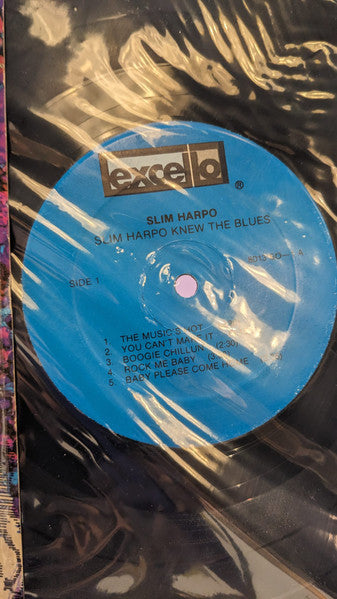 excello
®
SLIM HARPO
SLIM HARPO KNEW THE BLUES
SIDE 1
1. THE MUSIC'S HOT
2. YOU CAN'T MAKE IT
3. BOOGIE CHILLUN (2:30)
4. ROCK ME BABY
5. BABY PLEASE COME HOME